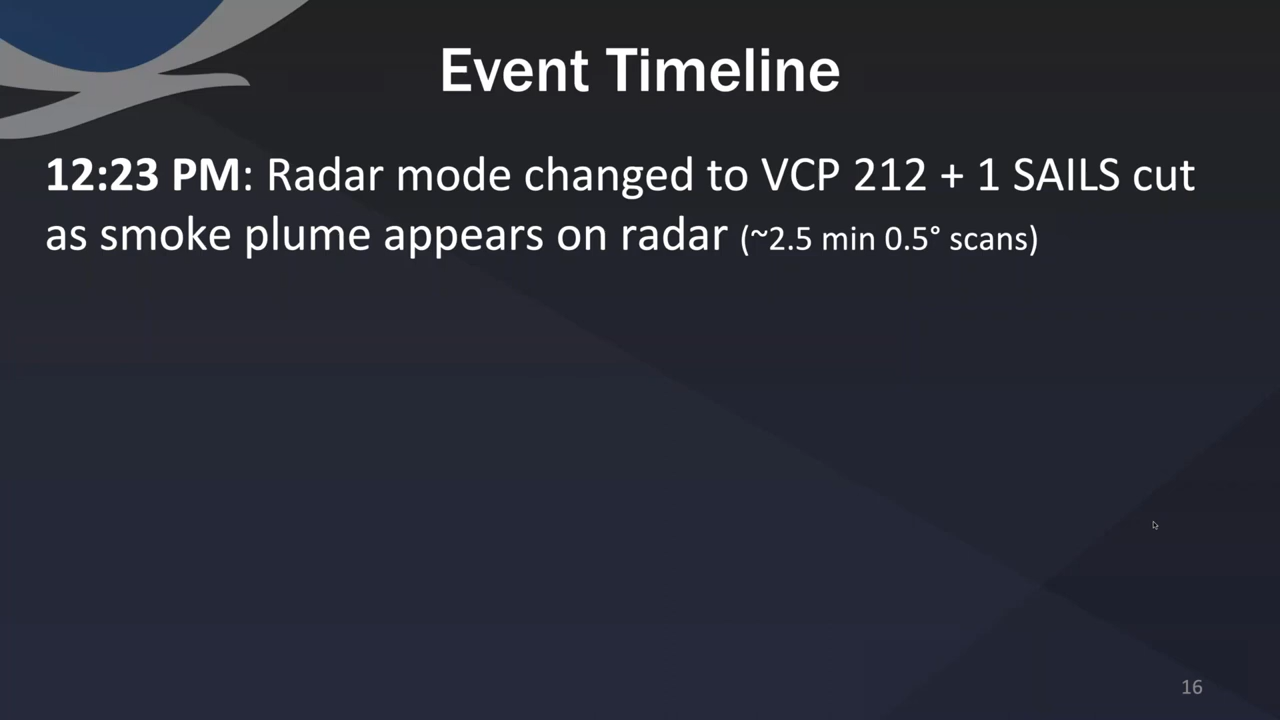 Event Timeline
12:23 PM: Radar mode changed to VCP 212 + 1 SAILS cut
as smoke plume appears on radar (~2.5 min 0.5° scans)
16